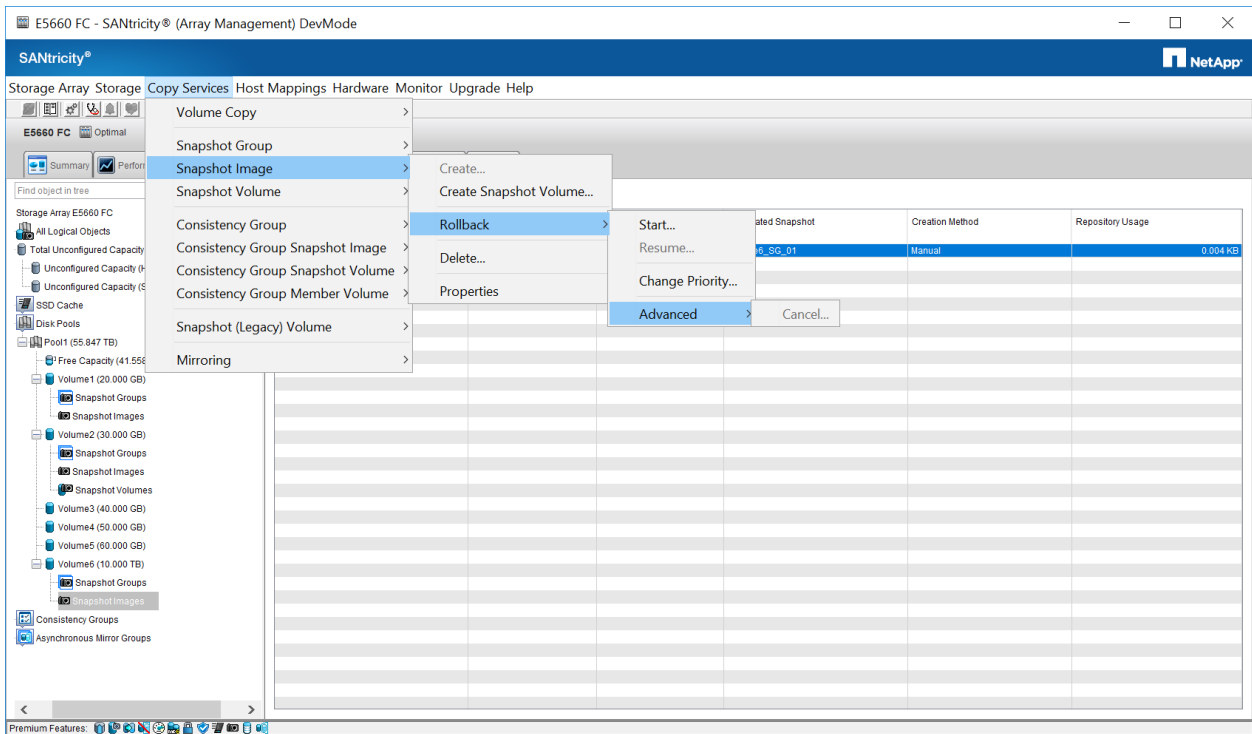 E5660 FC - SANtricity® (Array Management) DevMode
SANtricity®
NetApp
Storage Array Storage Copy Services Host Mappings Hardware Monitor Upgrade Help
E5660 FC Optimal
Summary
Find object in tree
Storage Array E5660 FC
All Logical Objects
Total Unconfigured Capacity
Unconfigured Capacity
Unconfigured Capacity
SSD Cache
Disk Pools
Pool1 (55.847 TB)
Free Capacity (41.558
Volume1 (20.000 GB)
Snapshot Groups
Snapshot Images
Volume2 (30.000 GB)
Snapshot Groups
Snapshot Images
Snapshot Volumes
Volume3 (40.000 GB)
Volume4 (50.000 GB)
Volume5 (60.000 GB)
Volume6 (10.000 TB)
Snapshot Groups
Snapshot Images
Consistency Groups
Asynchronous Mirror Groups
Volume Copy
Snapshot Group
Snapshot Image
Snapshot Volume
Consistency Group
Consistency Group Snapshot Image
Consistency Group Snapshot Volume
Consistency Group Member Volume
Snapshot (Legacy) Volume
Mirroring
Create...
Create Snapshot Volume...
Rollback
Delete...
Properties
Start...
Resume...
Change Priority...
Advanced
Cancel...
ated Snapshot Creation Method Repository Usage
e6_SG_01 Manual 0.004 KB
Premium Features: